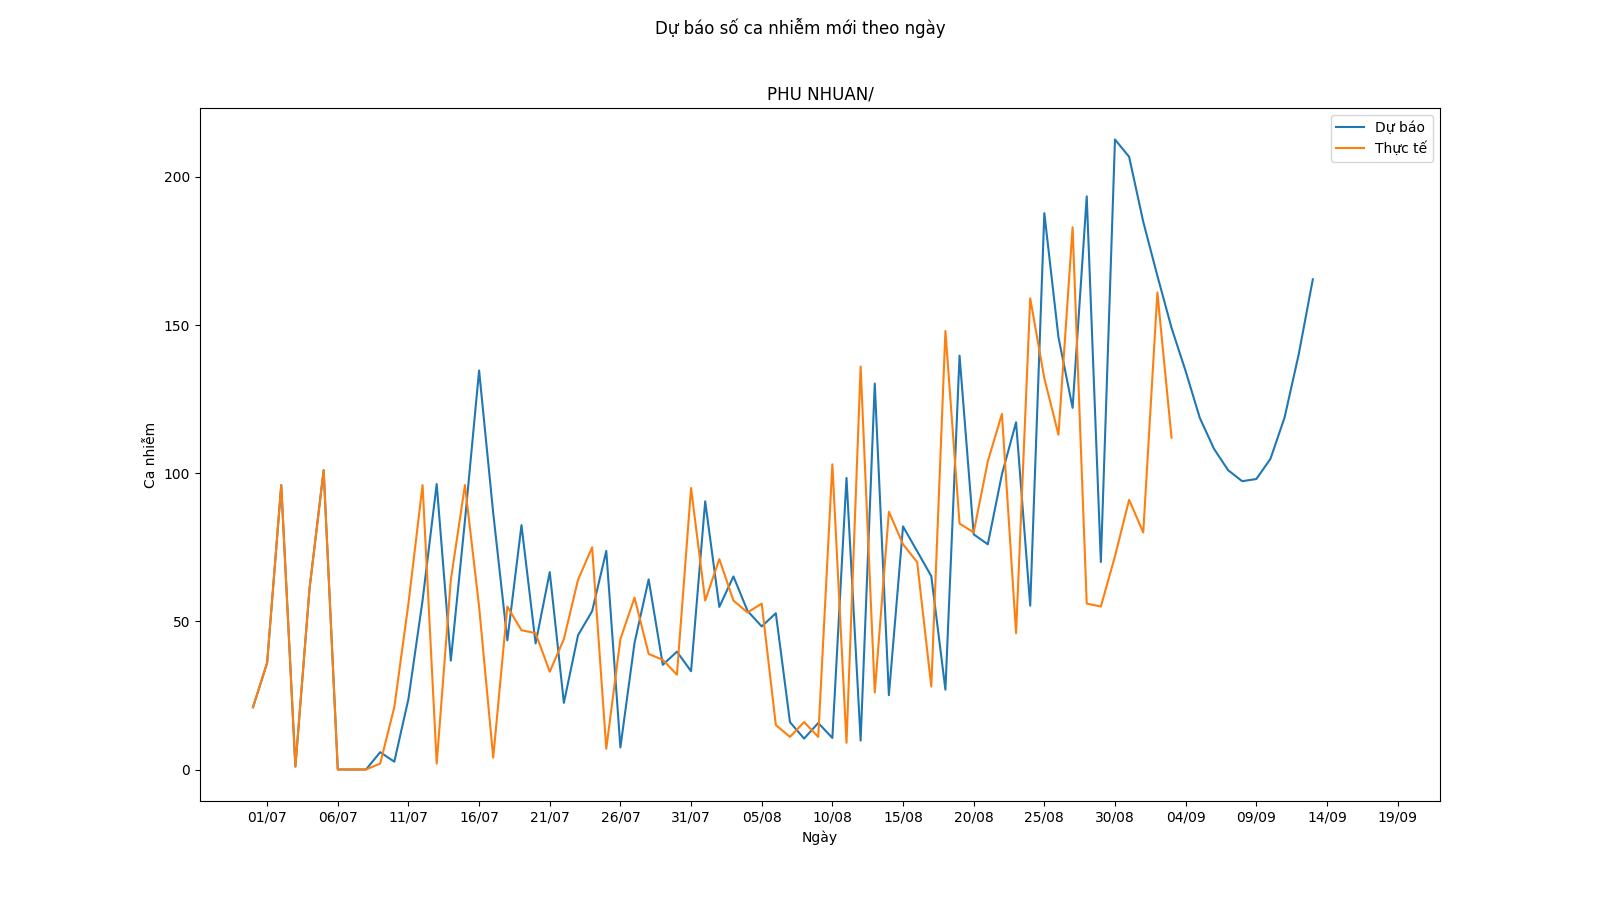 Dự báo số ca nhiễm mới theo ngày
PHU NHUAN/
Dự báo
Thực tế
200
150
100
50
0
Ca nhiễm
01/07 06/07 11/07 16/07 21/07 26/07 31/07 05/08 10/08 15/08 20/08 25/08 30/08 04/09 09/09 14/09 19/09
Ngày